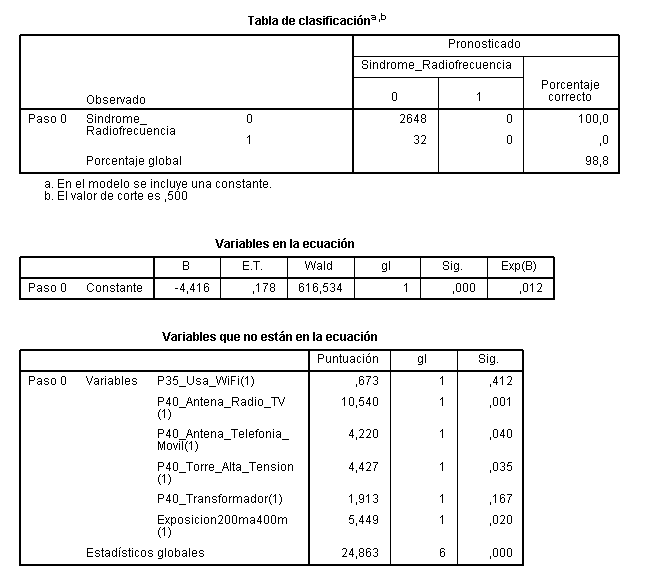 Tabla de clasificación a,b
Pronosticado
Sindrome_Radiofrecuencia
Porcentaje
correcto
Observado 0 1
Paso 0 Sindrome_ 0 2648 0 100,0
Radiofrecuencia
1 32 0 ,0
Porcentaje global 98,8
a. En el modelo se incluye una constante.
b. El valor de corte es ,500
Variables en la ecuación
B E.T. Wald gl Sig. Exp(B)
Paso 0 Constante -4,416 ,178 616,534 1 ,000 ,012
Variables que no están en la ecuación
Puntuación gl Sig.
Paso 0 Variables P35_Usa_WiFi(1) ,673 1 ,412
P40_Antena_Radio_TV 10,540 1 ,001
(1)
P40_Antena_Telefonia_ 4,220 1 ,040
Movil(1)
P40_Torre_Alta_Tension 4,427 1 ,035
(1)
P40_Transformador(1) 1,913 1 ,167
Exposicion200ma400m 5,449 1 ,020
(1)
Estadísticos globales 24,863 6 ,000